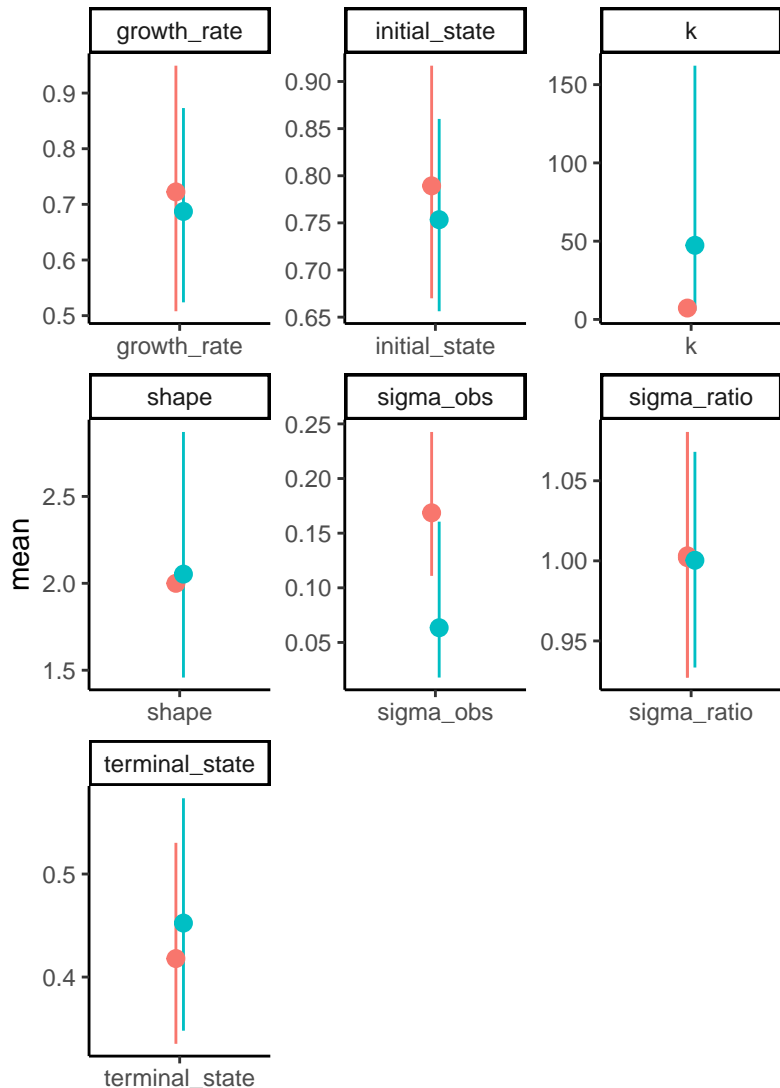 growth_rate
initial_state
k
0.9
0.8
0.7
0.6
0.5
growth_rate
0.90
0.85
0.80
0.75
0.70
0.65
initial_state
150
100
50
0
k
shape
sigma_obs
sigma_ratio
mean
2.5
2.0
1.5
shape
0.25
0.20
0.15
0.10
0.05
sigma_obs
1.05
1.00
0.95
sigma_ratio
terminal_state
0.5
0.4
terminal_state